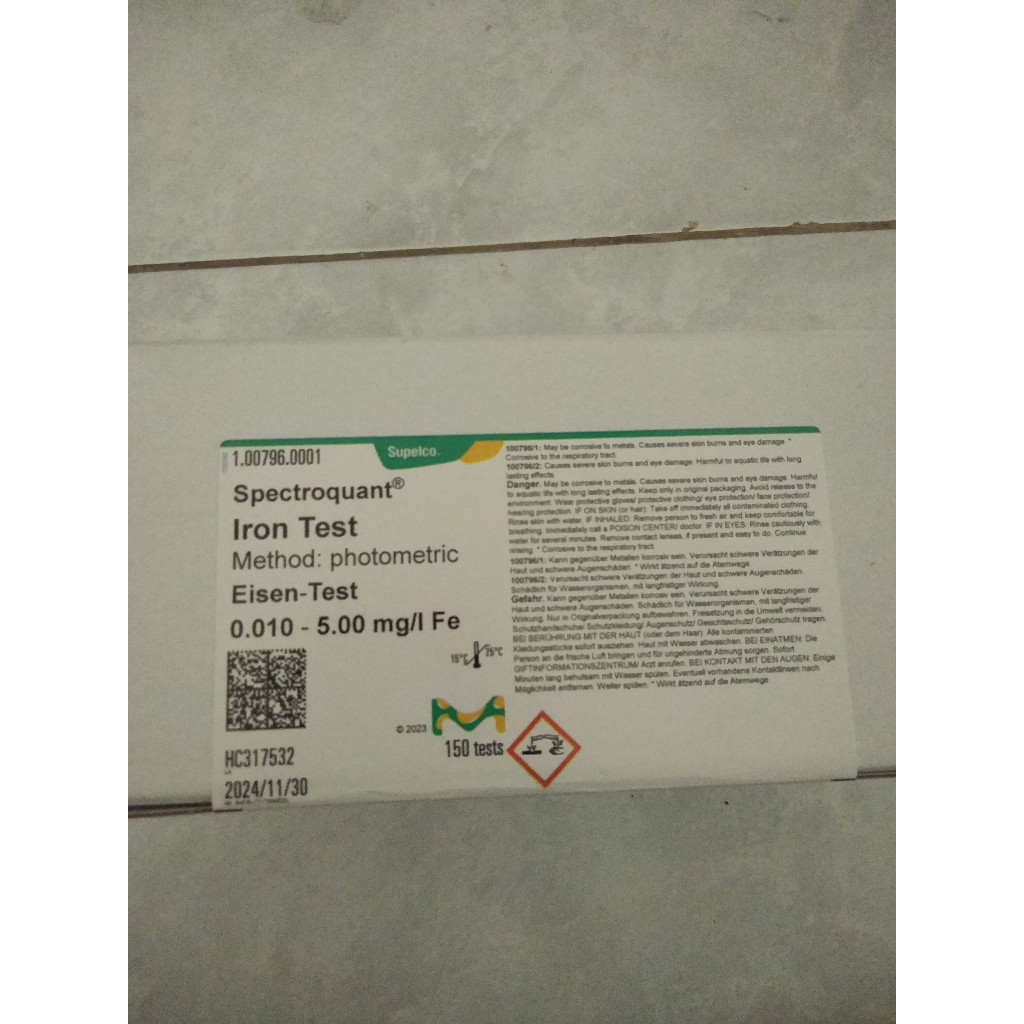 1.00796.0001
Supelco.
Spectroquant®
Iron Test
Method: photometric
Eisen-Test
0.010 - 5.00 mg/l Fe
15°C 25°C
© 2023
150 tests
HC317532
2024/11/30
100796/1: May be corrosive to metals. Causes severe skin burns and eye damage. *
Corrosive to the respiratory tract.
100796/2: Causes severe skin burns and eye damage. Harmful to aquatic life with long
lasting effects.
Danger. May be corrosive to metals. Causes severe skin burns and eye damage. Harmful
to aquatic life with long lasting effects. Keep only in original packaging. Avoid release to the
environment. Wear protective gloves/ protective clothing/ eye protection/ face protection/
hearing protection. IF ON SKIN (or hair): Take off immediately all contaminated clothing.
Rinse skin with water. IF INHALED: Remove person to fresh air and keep comfortable for
breathing. Immediately call a POISON CENTER/ doctor. IF IN EYES: Rinse cautiously with
water for several minutes. Remove contact lenses, if present and easy to do. Continue
rinsing. * Corrosive to the respiratory tract
100796/1: Kann gegenüber Metallen korrosiv sein. Verursacht schwere Verätzungen der
Haut und schwere Augenschäden. * Wirkt ätzend auf die Atemwege
100796/2: Verursacht schwere Verätzungen der Haut und schwere Augenschäden.
Schädlich für Wasserorganismen, mit langfristiger Wirkung.
Gefahr. Kann gegenüber Metallen korrosiv sein. Verursacht schwere Verätzungen der
Haut und schwere Augenschäden. Schädlich für Wasserorganismen, mit langfristiger
Wirkung. Nur in Originalverpackung aufbewahren. Freisetzung in die Umwelt vermeiden.
Schutzhandschuhe/ Schutzkleidung/ Augenschutz/ Gesichtsschutz/ Gehörschutz tragen.
BEI BERÜHRUNG MIT DER HAUT (oder dem Haar): Alle kontaminierten
Kleidungsstücke sofort ausziehen. Haut mit Wasser abwaschen. BEI EINATMEN: Die
Person an die frische Luft bringen und für ungehinderte Atmung sorgen. Sofort
GIFTINFORMATIONSZENTRUM/ Arzt anrufen. BEI KONTAKT MIT DEN AUGEN: Einige
Minuten lang behutsam mit Wasser spülen. Eventuell vorhandene Kontaktlinsen nach
Möglichkeit entfernen. Weiter spülen. * Wirkt ätzend auf die Atemwege